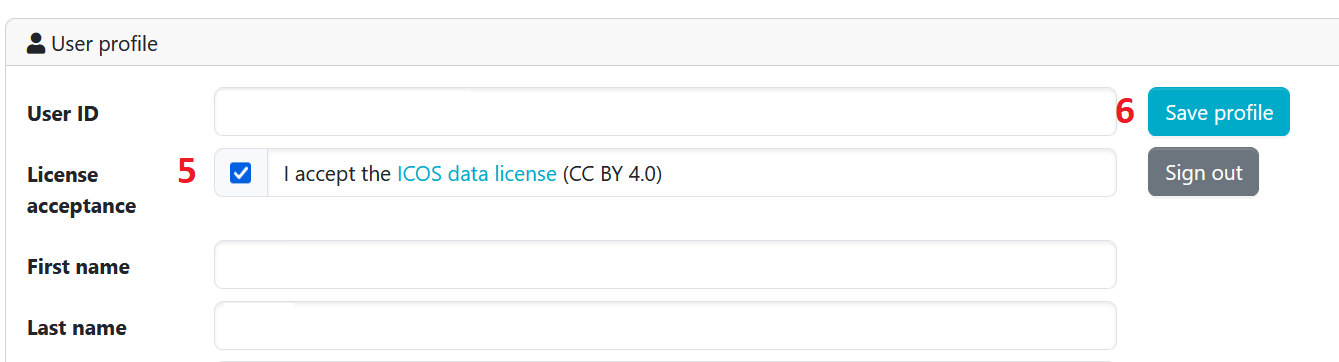 User profile
User ID
6 Save profile
License
acceptance
5
I accept the ICOS data license (CC BY 4.0)
Sign out
First name
Last name